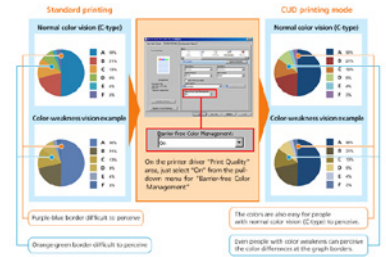 Standard printing
CUD printing mode
Normal color vision (C-type)
A
B
C
D
E
F
Color-weakness vision example
A
B
C
D
E
F
Barrier-free Color Management:
On
On the printer driver "Print Quality"
area, just select "On" from the pull-
down menu for "Barrier-free Color
Management"
Normal color vision (C-type)
A
B
C
D
E
F
Color-weakness vision example
A
B
C
D
E
F
Purple-blue border difficult to perceive
Orange-green border difficult to perceive
The colors are also easy for people
with normal color vision (C-type) to perceive.
Even people with color weakness can perceive
the color differences at the graph borders.